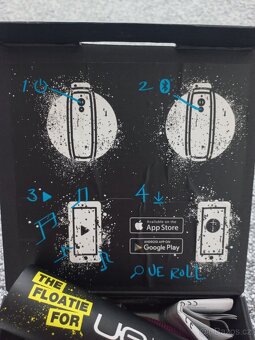 1
2
3
4
Available on the
App Store
ANDROID APP ON
Google Play
UE ROLL
THE
FLOATIE
FOR